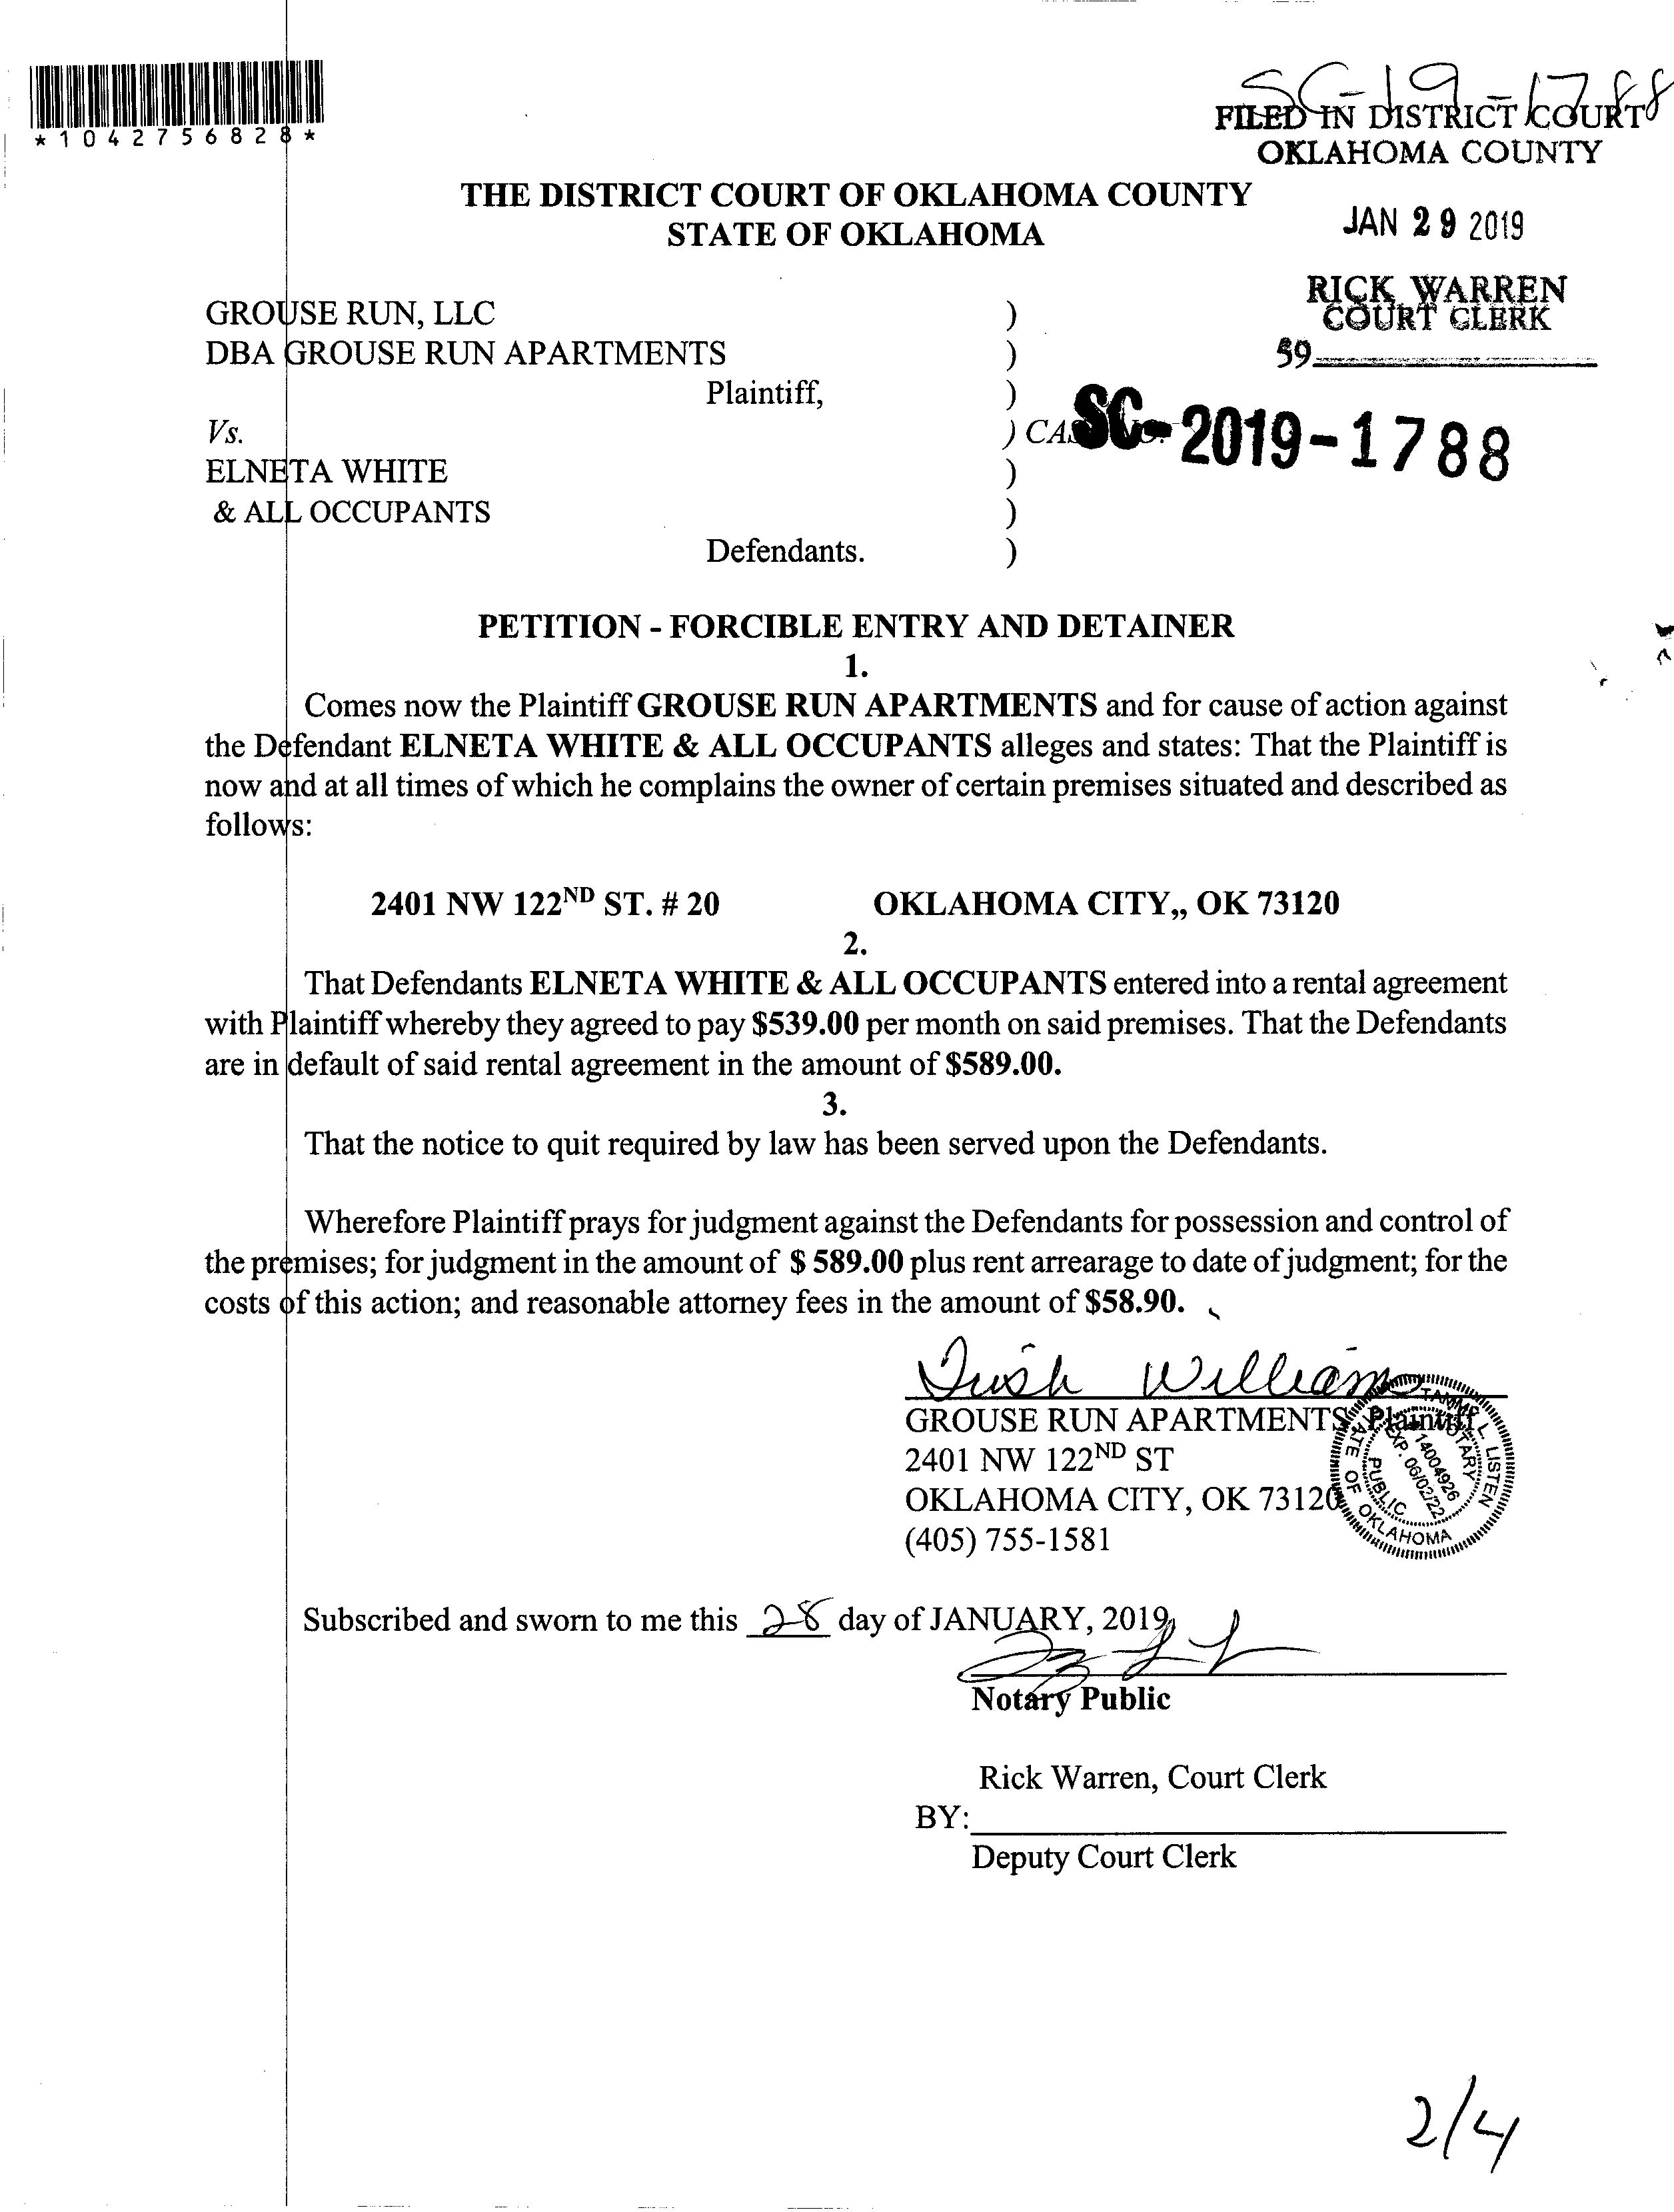 SC-19-1788
*1042756828*
FILED IN DISTRICT COURT
OKLAHOMA COUNTY
THE DISTRICT COURT OF OKLAHOMA COUNTY
STATE OF OKLAHOMA
JAN 29 2019
RICK WARREN
COURT CLERK
59
GROUSE RUN, LLC )
DBA GROUSE RUN APARTMENTS )
Plaintiff, )
Vs. ) CA
SC-2019-1788
ELNETA WHITE )
& ALL OCCUPANTS )
Defendants. )
PETITION - FORCIBLE ENTRY AND DETAINER
1.
Comes now the Plaintiff GROUSE RUN APARTMENTS and for cause of action against
the Defendant ELNETA WHITE & ALL OCCUPANTS alleges and states: That the Plaintiff is
now and at all times of which he complains the owner of certain premises situated and described as
follows:
2401 NW 122ND ST. # 20 OKLAHOMA CITY,, OK 73120
2.
That Defendants ELNETA WHITE & ALL OCCUPANTS entered into a rental agreement
with Plaintiff whereby they agreed to pay $539.00 per month on said premises. That the Defendants
are in default of said rental agreement in the amount of $589.00.
3.
That the notice to quit required by law has been served upon the Defendants.
Wherefore Plaintiff prays for judgment against the Defendants for possession and control of
the premises; for judgment in the amount of $ 589.00 plus rent arrearage to date of judgment; for the
costs of this action; and reasonable attorney fees in the amount of $58.90.
Trish Williams
GROUSE RUN APARTMENTS, Plaintiff
2401 NW 122ND ST
OKLAHOMA CITY, OK 73120
(405) 755-1581
TAMMY L LISTEN
STATE OF OKLAHOMA
NOTARY PUBLIC
14004926
EXP. 06/02/22
Subscribed and sworn to me this 28 day of JANUARY, 2019,
Notary Public
Rick Warren, Court Clerk
BY:
Deputy Court Clerk
2/4